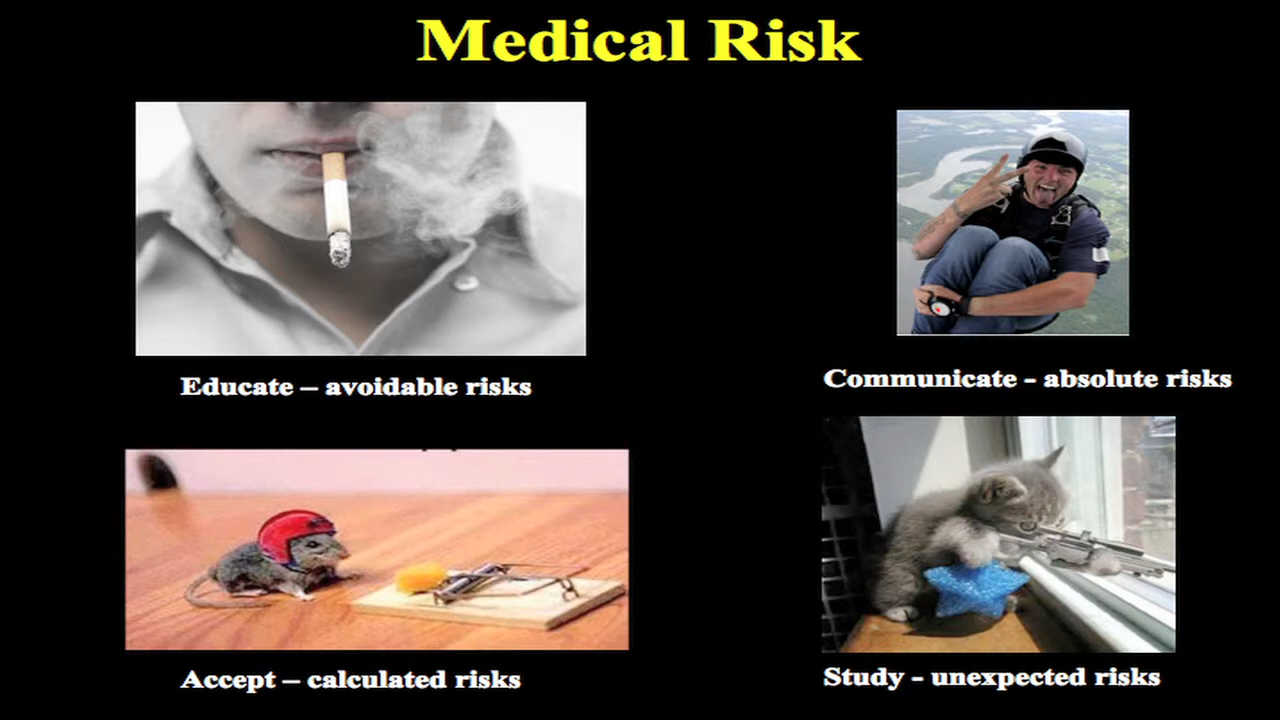 Medical Risk
Educate – avoidable risks
Communicate - absolute risks
Accept – calculated risks
Study - unexpected risks